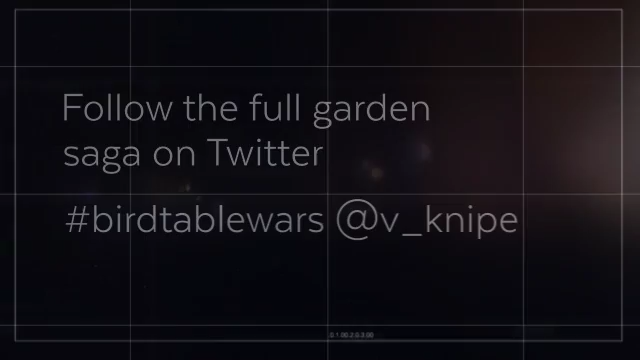 Follow the full garden
saga on Twitter
#birdtablewars @v_knipe